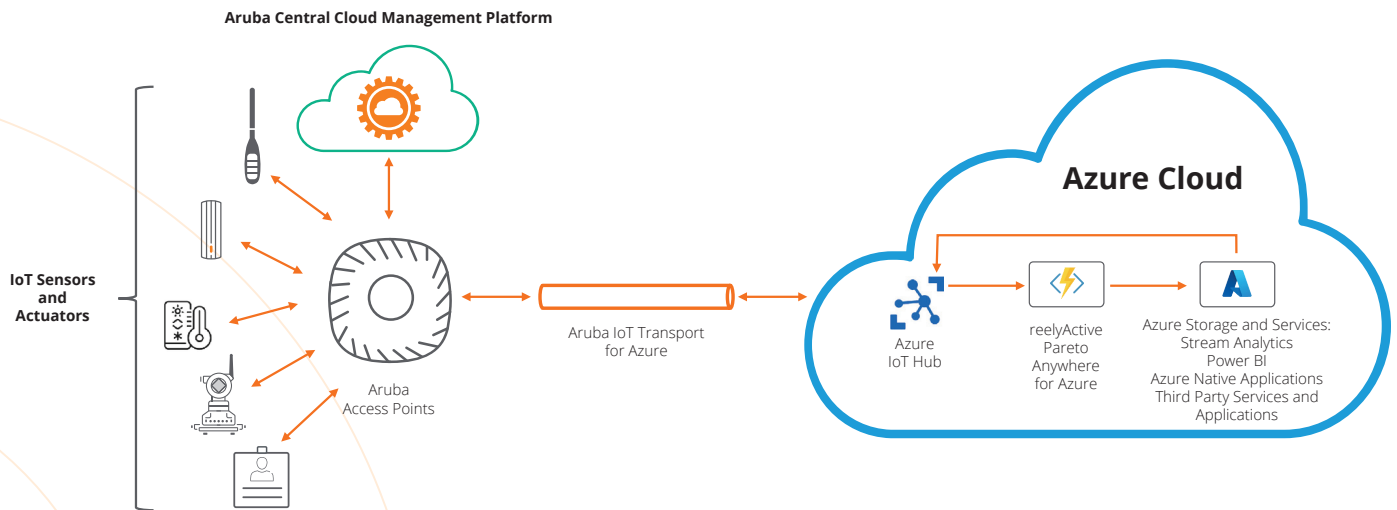 Aruba Central Cloud Management Platform
IoT Sensors
and
Actuators
Aruba
Access Points
Aruba IoT Transport
for Azure
Azure Cloud
Azure
IoT Hub
reelyActive
Pareto
Anywhere
for Azure
Azure Storage and Services:
Stream Analytics
Power BI
Azure Native Applications
Third Party Services and
Applications